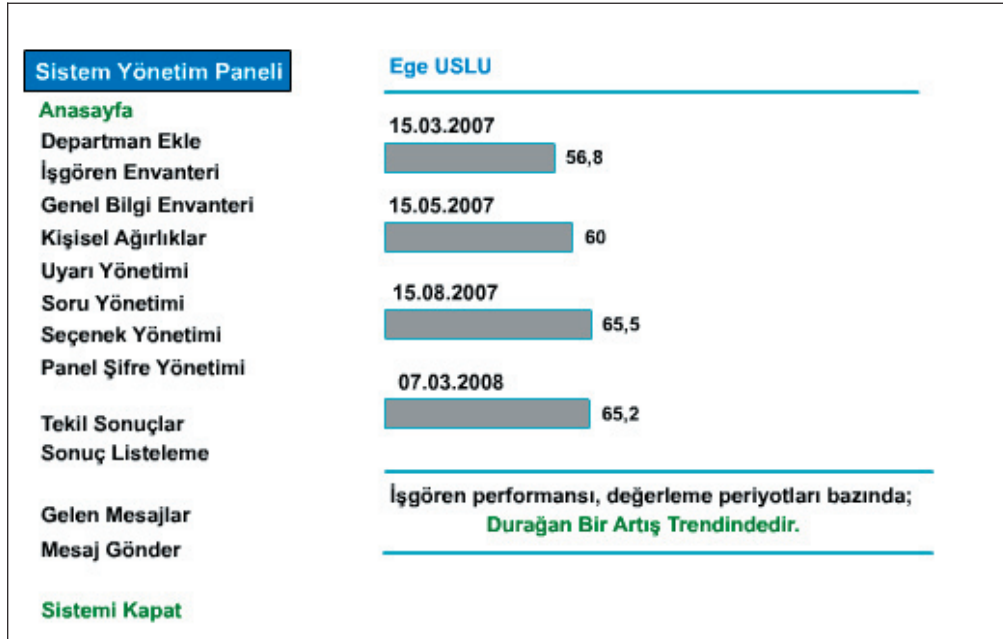 Sistem Yönetim Paneli
Anasayfa
Departman Ekle
İşgören Envanteri
Genel Bilgi Envanteri
Kişisel Ağırlıklar
Uyarı Yönetimi
Soru Yönetimi
Seçenek Yönetimi
Panel Şifre Yönetimi
Tekil Sonuçlar
Sonuç Listeleme
Gelen Mesajlar
Mesaj Gönder
Sistemi Kapat
Ege USLU
15.03.2007
56,8
15.05.2007
60
15.08.2007
65,5
07.03.2008
65,2
İşgören performansı, değerleme periyotları bazında;
Durağan Bir Artış Trendindedir.